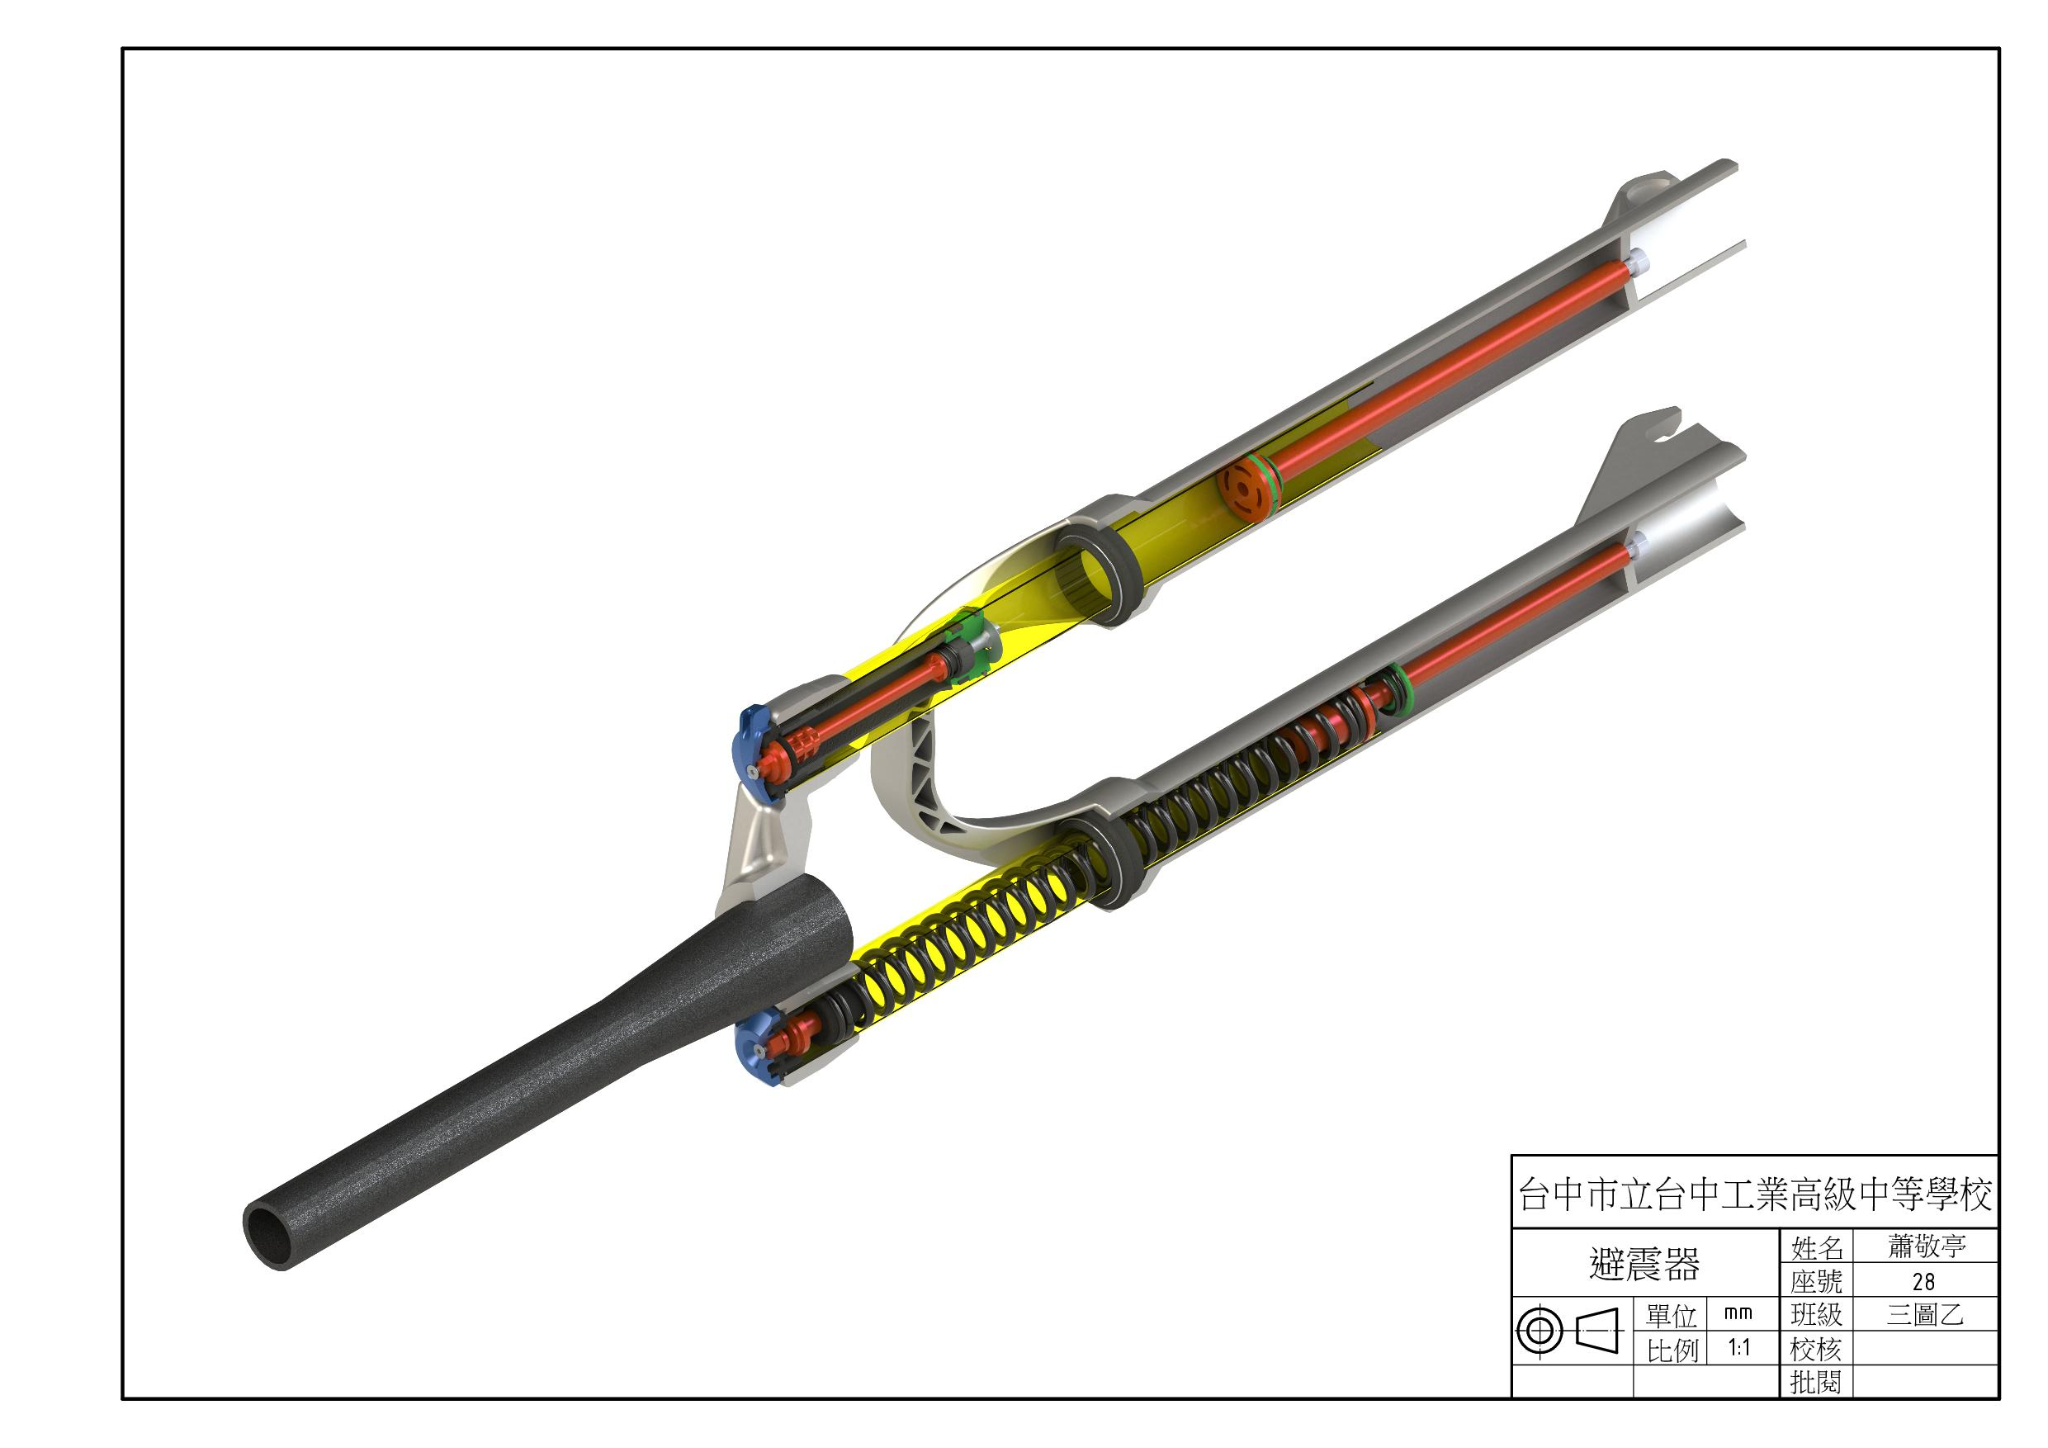 台中市立台中工業高級中等學校
避震器
姓名 蕭敬亭
座號 28
單位 mm 班級 三圖乙
比例 1:1 校核
批閱